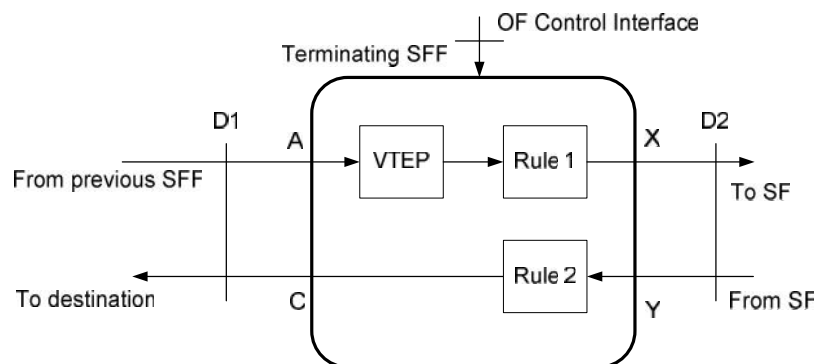 OF Control Interface
Terminating SFF
D1
A
VTEP
Rule 1
X
D2
From previous SFF
To SF
Rule 2
To destination
C
Y
From SF